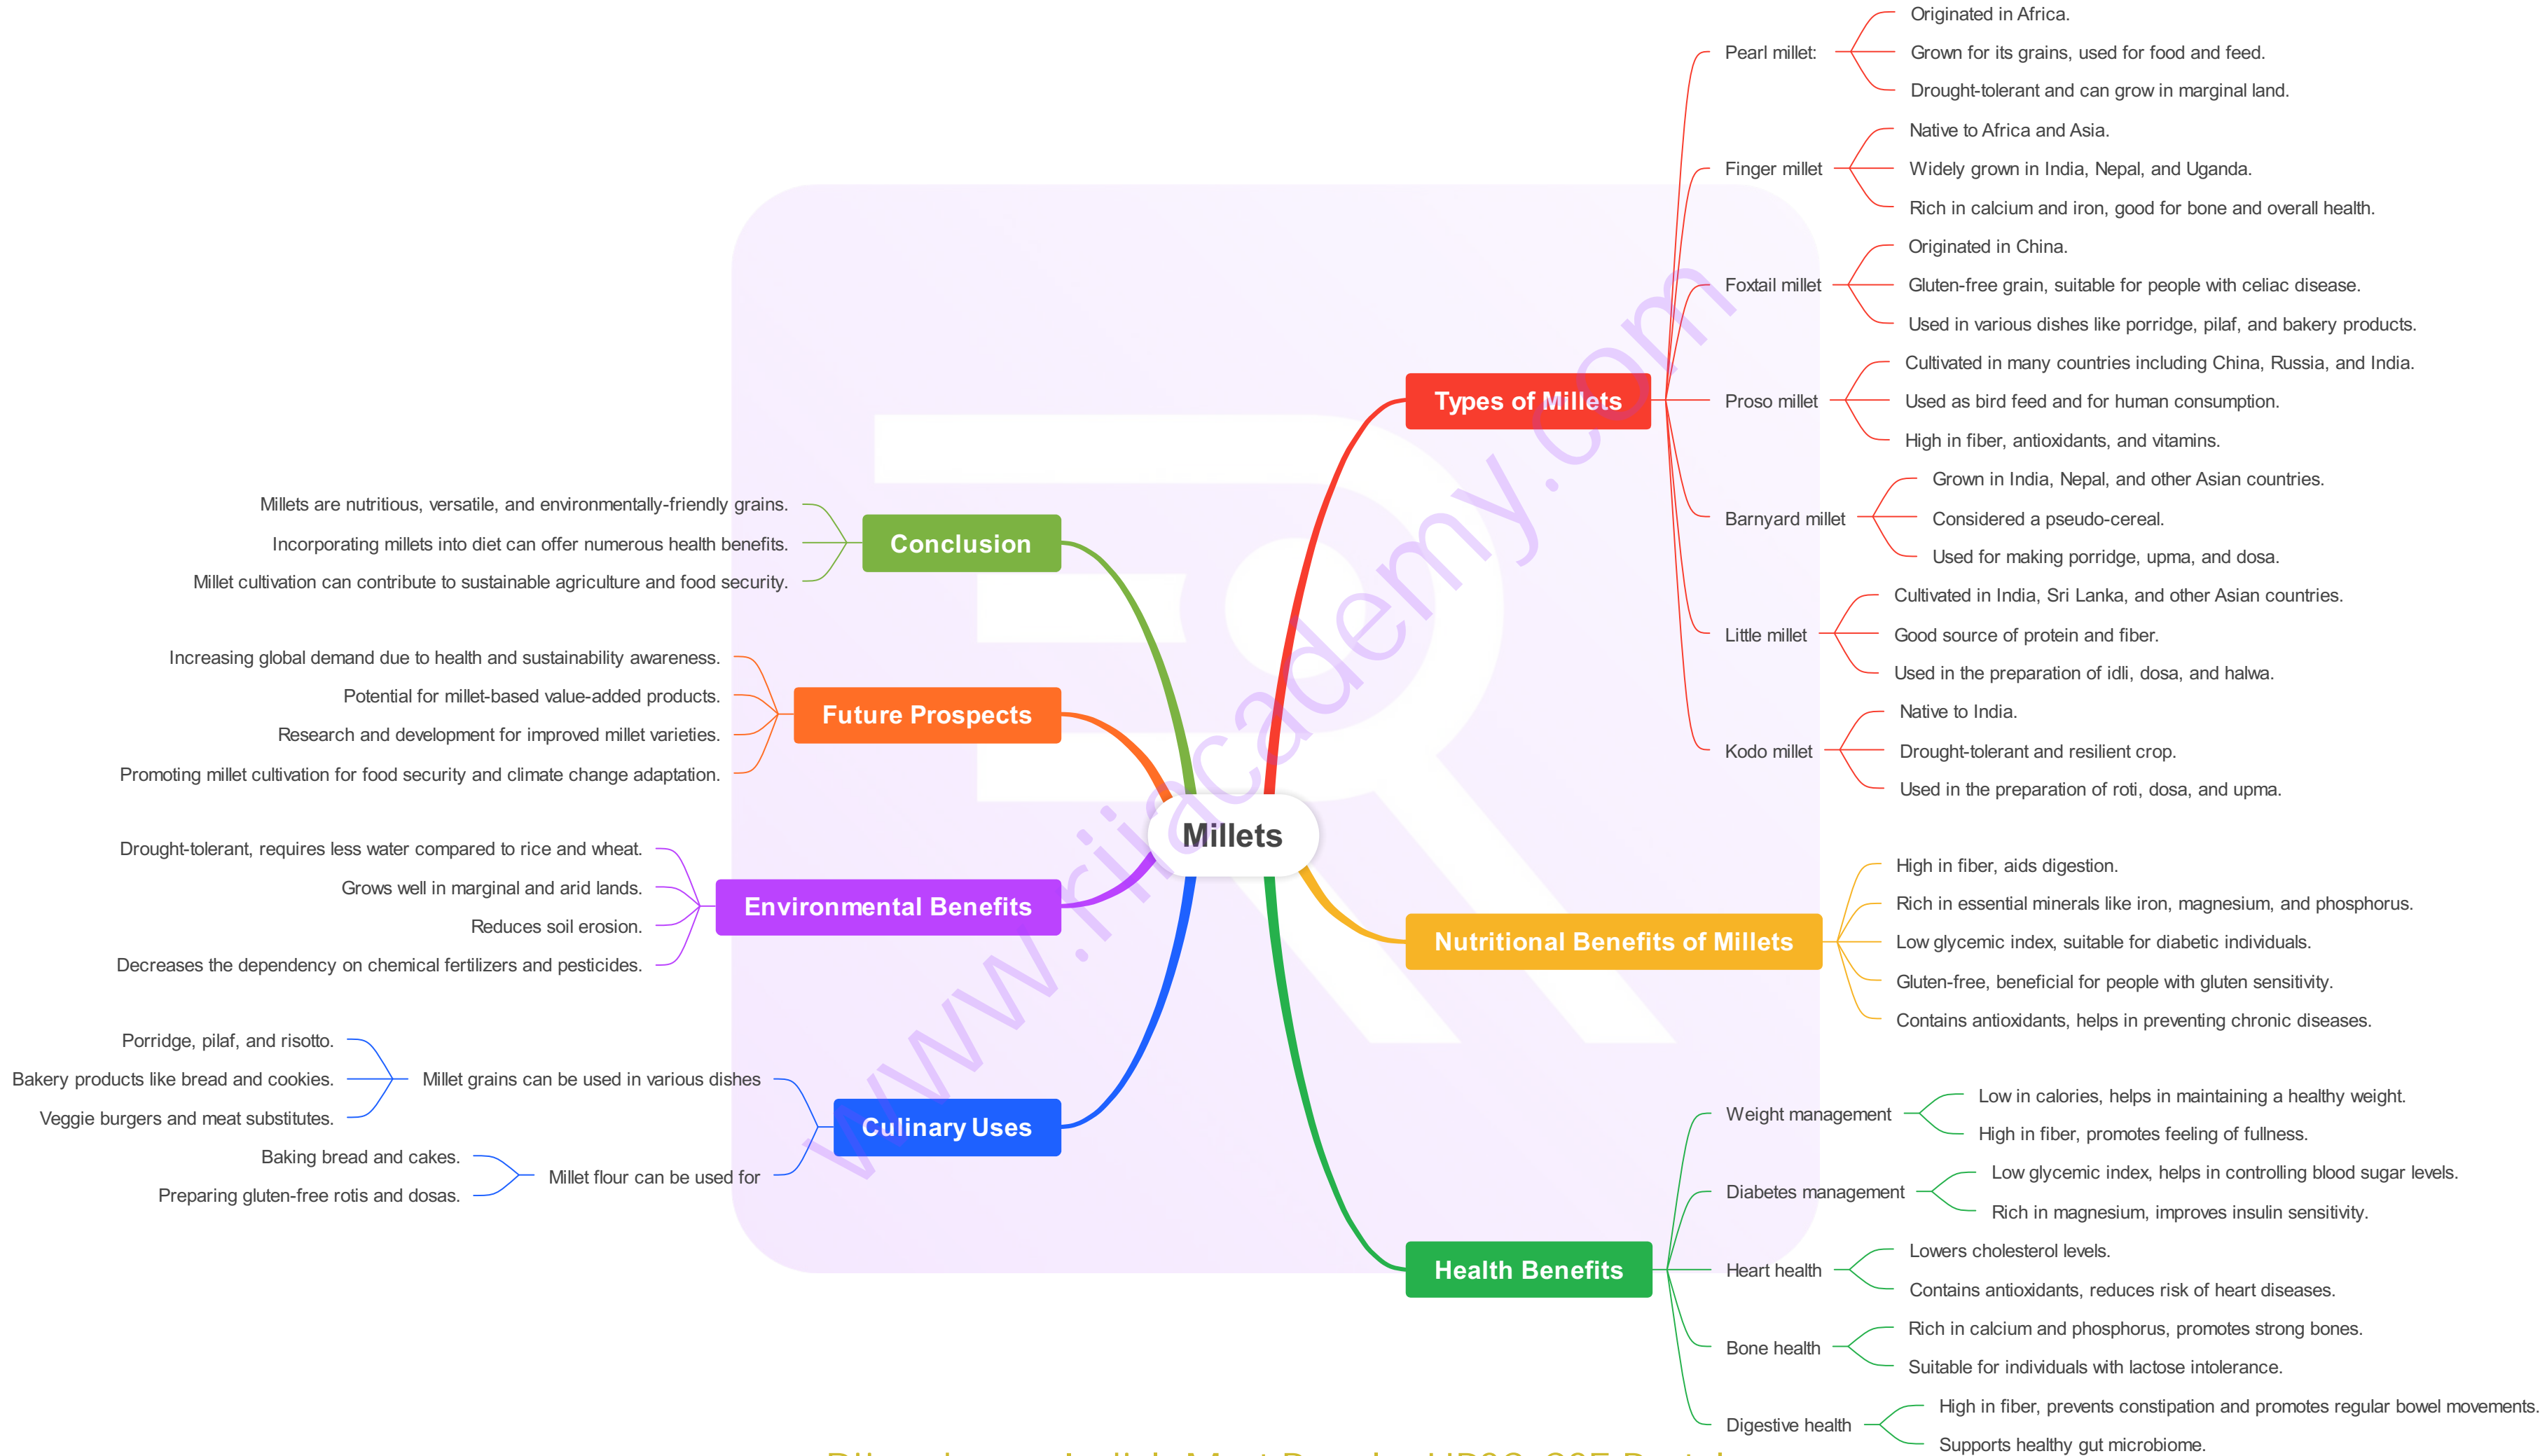 Millets
Types of Millets
Pearl millet:
Originated in Africa.
Grown for its grains, used for food and feed.
Drought-tolerant and can grow in marginal land.
Finger millet
Native to Africa and Asia.
Widely grown in India, Nepal, and Uganda.
Rich in calcium and iron, good for bone and overall health.
Foxtail millet
Originated in China.
Gluten-free grain, suitable for people with celiac disease.
Used in various dishes like porridge, pilaf, and bakery products.
Proso millet
Cultivated in many countries including China, Russia, and India.
Used as bird feed and for human consumption.
High in fiber, antioxidants, and vitamins.
Barnyard millet
Grown in India, Nepal, and other Asian countries.
Considered a pseudo-cereal.
Used for making porridge, upma, and dosa.
Little millet
Cultivated in India, Sri Lanka, and other Asian countries.
Good source of protein and fiber.
Used in the preparation of idli, dosa, and halwa.
Kodo millet
Native to India.
Drought-tolerant and resilient crop.
Used in the preparation of roti, dosa, and upma.
Nutritional Benefits of Millets
High in fiber, aids digestion.
Rich in essential minerals like iron, magnesium, and phosphorus.
Low glycemic index, suitable for diabetic individuals.
Gluten-free, beneficial for people with gluten sensitivity.
Contains antioxidants, helps in preventing chronic diseases.
Health Benefits
Weight management
Low in calories, helps in maintaining a healthy weight.
High in fiber, promotes feeling of fullness.
Diabetes management
Low glycemic index, helps in controlling blood sugar levels.
Rich in magnesium, improves insulin sensitivity.
Heart health
Lowers cholesterol levels.
Contains antioxidants, reduces risk of heart diseases.
Bone health
Rich in calcium and phosphorus, promotes strong bones.
Suitable for individuals with lactose intolerance.
Digestive health
High in fiber, prevents constipation and promotes regular bowel movements.
Supports healthy gut microbiome.
Conclusion
Millets are nutritious, versatile, and environmentally-friendly grains.
Incorporating millets into diet can offer numerous health benefits.
Millet cultivation can contribute to sustainable agriculture and food security.
Future Prospects
Increasing global demand due to health and sustainability awareness.
Potential for millet-based value-added products.
Research and development for improved millet varieties.
Promoting millet cultivation for food security and climate change adaptation.
Environmental Benefits
Drought-tolerant, requires less water compared to rice and wheat.
Grows well in marginal and arid lands.
Reduces soil erosion.
Decreases the dependency on chemical fertilizers and pesticides.
Culinary Uses
Millet grains can be used in various dishes
Porridge, pilaf, and risotto.
Bakery products like bread and cookies.
Veggie burgers and meat substitutes.
Millet flour can be used for
Baking bread and cakes.
Preparing gluten-free rotis and dosas.
www.rijacademy.com